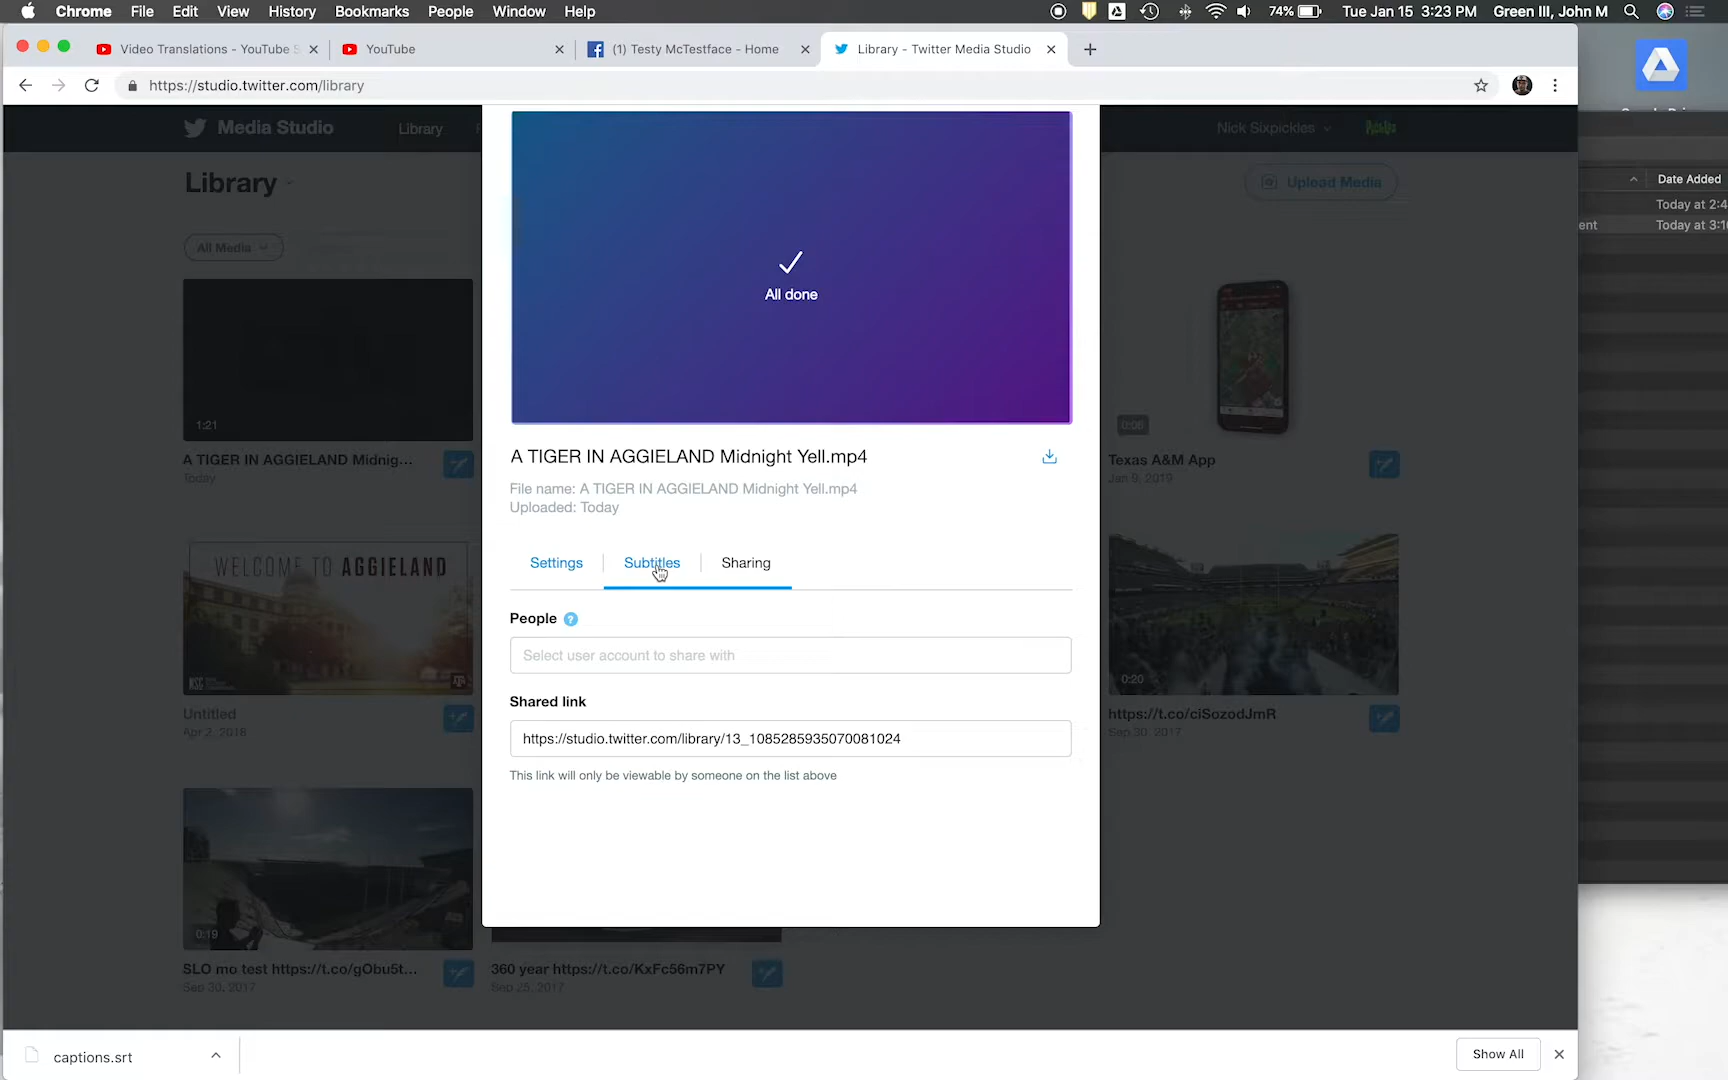 Chrome File Edit View History Bookmarks People Window Help 74% Tue Jan 15 3:23 PM Green III, John M
Video Translations - YouTube S
YouTube
(1) Testy McTestface - Home
Library - Twitter Media Studio
https://studio.twitter.com/library
Media Studio
Library
Nick Sixpickles
Library
Upload Media
Date Added
Today at 2:4
ent Today at 3:1
All Media
All done
1:21
0:06
A TIGER IN AGGIELAND Midnig...
Today
Texas A&M App
Jan 9, 2019
A TIGER IN AGGIELAND Midnight Yell.mp4
File name: A TIGER IN AGGIELAND Midnight Yell.mp4
Uploaded: Today
Settings
Subtitles
Sharing
WELCOME TO AGGIELAND
People ?
Select user account to share with
Shared link
https://studio.twitter.com/library/13_1085285935070081024
This link will only be viewable by someone on the list above
0:20
Untitled
Apr 2, 2018
https://t.co/ciSozodJmR
Sep 30, 2017
0:19
SLO mo test https://t.co/gObu5t...
Sep 30, 2017
360 year https://t.co/KxFc56m7PY
Sep 25, 2017
captions.srt
Show All